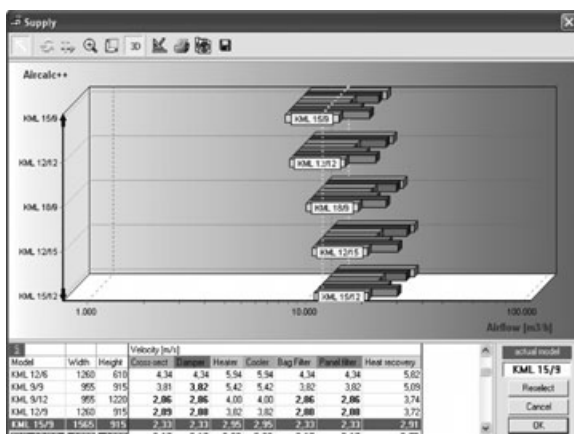 Supply
3D
Aircalc++
KML 15/9
KML 15/9
KML 12/12
KML 12/12
KML 18/9
KML 18/9
KML 12/15
KML 12/15
KML 15/12
KML 15/12
1.000 10.000 100.000
Airflow [m3/h]
Velocity [m/s]
Model Width Height Cross sect Damper Heater Cooler Bag Filter Panel filter Heat recovery
KML 12/6 1260 610 4,34 4,34 5,94 5,94 4,34 4,34 5,82
KML 9/9 955 915 3,81 3,82 5,42 5,42 3,82 3,82 5,09
KML 9/12 955 1220 2,86 2,86 4,00 4,00 2,86 2,86 3,74
KML 12/9 1260 915 2,89 2,88 3,82 3,82 2,88 2,88 3,72
KML 15/9 1565 915 2,33 2,33 2,95 2,95 2,33 2,33 2,91
actual model
KML 15/9
Reselect
Cancel
OK